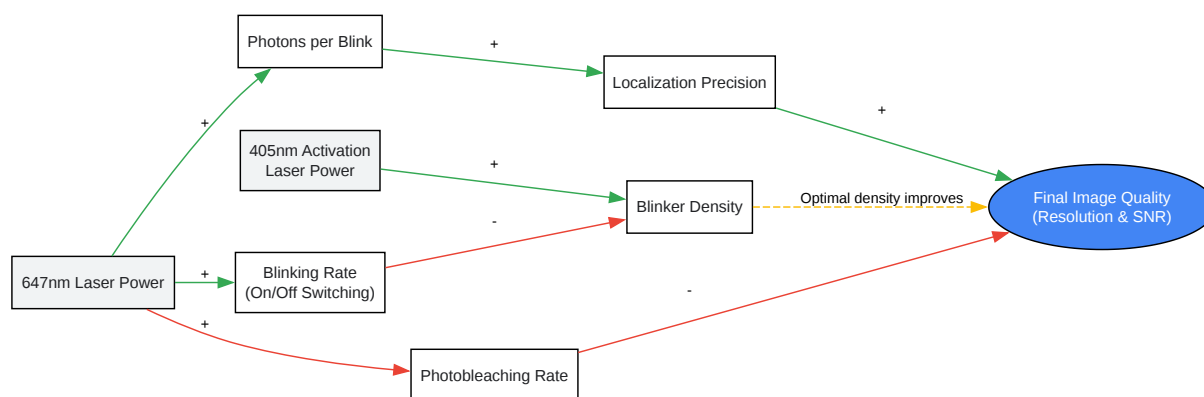 Photons per Blink
+
Localization Precision
+
+
405nm Activation
Laser Power
+
Blinker Density
Optimal density improves
Final Image Quality
(Resolution & SNR)
-
647nm Laser Power
+
Blinking Rate
(On/Off Switching)
+
-
Photobleaching Rate